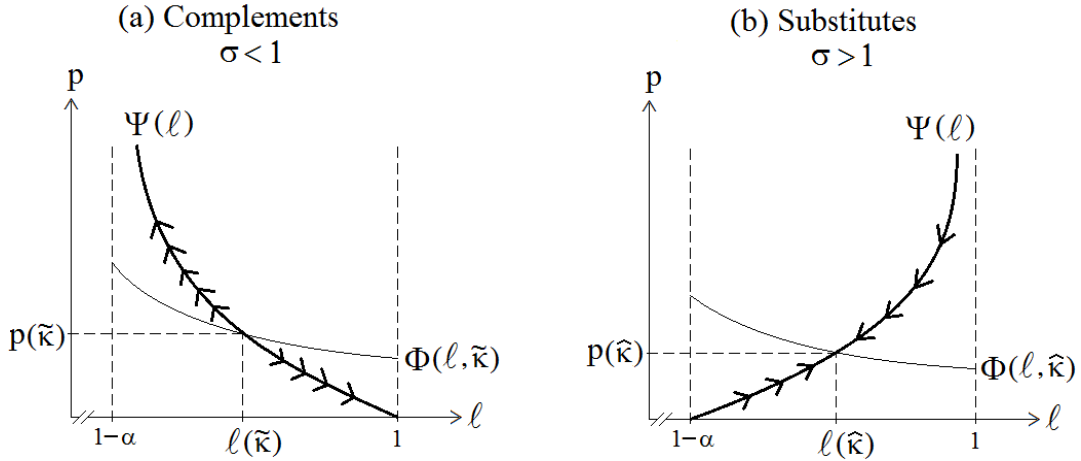 (a) Complements
σ < 1
p
Ψ(ℓ)
p(κ̃)
Φ(ℓ, κ̃)
1−α
ℓ(κ̃)
1
ℓ
(b) Substitutes
σ > 1
p
Ψ(ℓ)
p(κ̂)
Φ(ℓ, κ̂)
1−α
ℓ(κ̂)
1
ℓ